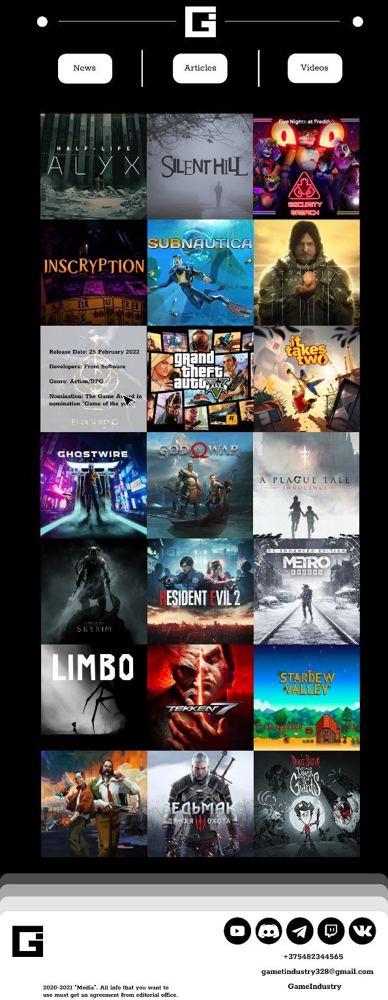 G
News
Articles
Videos
HALF-LIFE
ALYX
SILENT HILL
Five Nights at Freddy's
SECURITY
BREACH
INSCRYPTION
ELK
SUBNAUTICA
DEATH
STRANDING
DIRECTOR'S CUT
Release Date: 25 February 2022
Developers: From Software
Genre: Action/RPG
Nomination: The Game Award in
nomination "Game of the
ELDEN RING
grand
theft
auto V
FIVE
R
it
takes
two
GHOSTWIRE
GOD OF WAR
A PLAGUE TALE
INNOCENCE
SKYRIM
RESIDENT EVIL 2
PC ENHANCED EDITION
METRO
EXODUS
LIMBO
TEKKEN 7
STARDEW
VALLEY
ВЕДЬМАК
ДИКАЯ III ОХОТА
Don't Starve
Reign of
Giants
G
+375482344565
gametindustry328@gmail.com
GameIndustry
2020-2021 "Media". All info that you want to
use must get an agreement from editorial office.